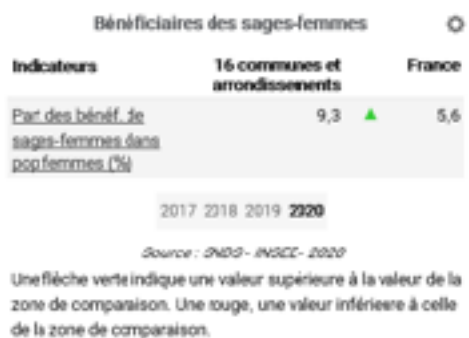 Bénéficiaires des sages-femmes
Indicateurs 16 communes et arrondissements France
Part des bénéf. de 9,3 ▲ 5,6
sages-femmes dans
pop femmes (%)
2017 2018 2019 2020
Source : SNDS - INSEE - 2020
Une flèche verte indique une valeur supérieure à la valeur de la
zone de comparaison. Une rouge, une valeur inférieure à celle
de la zone de comparaison.